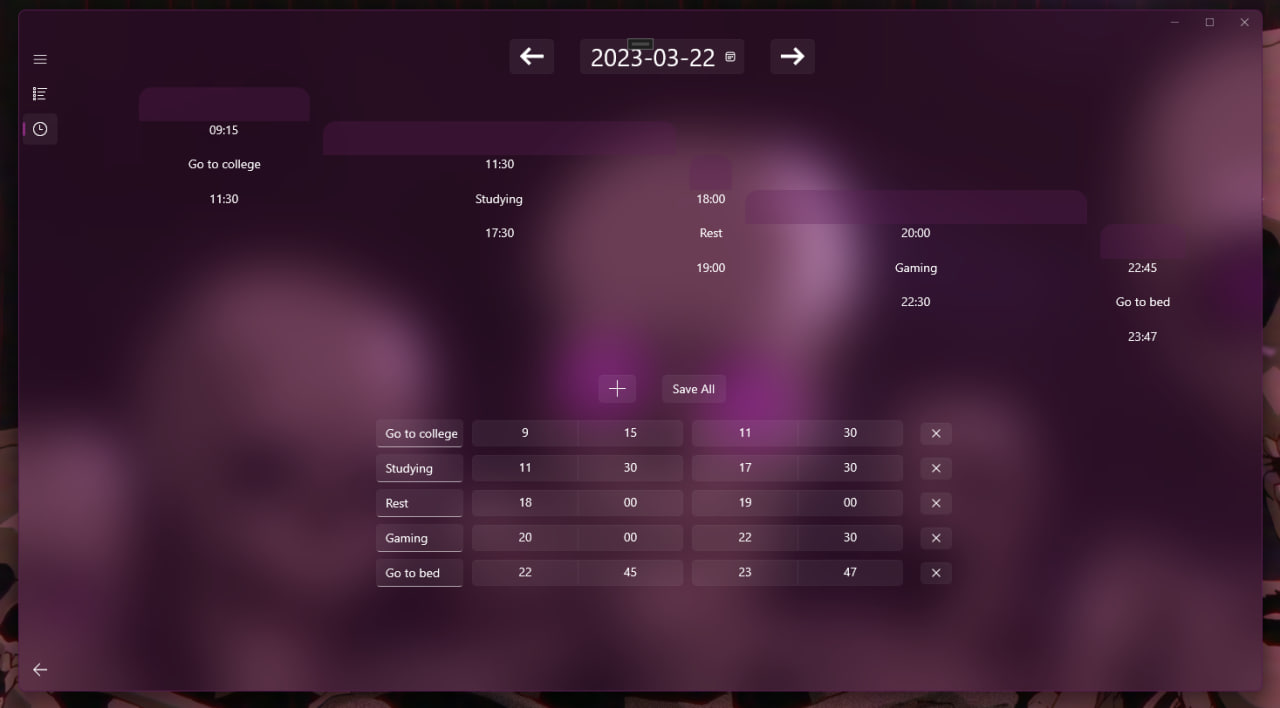 2023-03-22
09:15
Go to college
11:30
11:30
Studying
17:30
18:00
Rest
19:00
20:00
Gaming
22:30
22:45
Go to bed
23:47
Save All
Go to college 9 15 11 30
Studying 11 30 17 30
Rest 18 00 19 00
Gaming 20 00 22 30
Go to bed 22 45 23 47